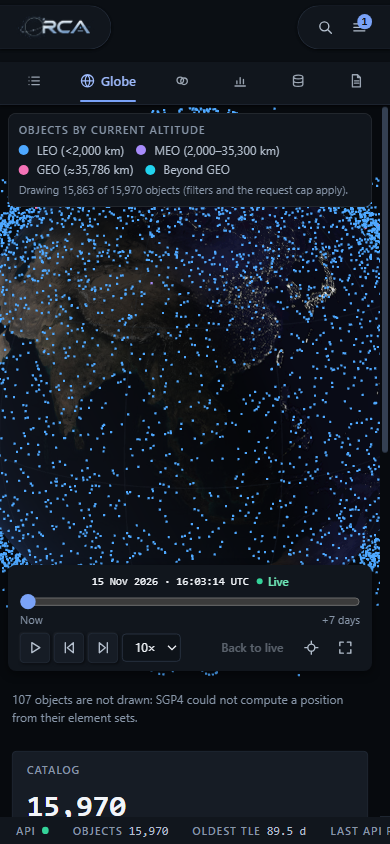 ORCA
1
Globe
OBJECTS BY CURRENT ALTITUDE
LEO (<2,000 km) MEO (2,000–35,300 km)
GEO (≈35,786 km) Beyond GEO
Drawing 15,863 of 15,970 objects (filters and the request cap apply).
15 Nov 2026 · 16:03:14 UTC Live
Now +7 days
10× Back to live
107 objects are not drawn: SGP4 could not compute a position
from their element sets.
CATALOG
15,970
API OBJECTS 15,970 OLDEST TLE 89.5 d LAST API